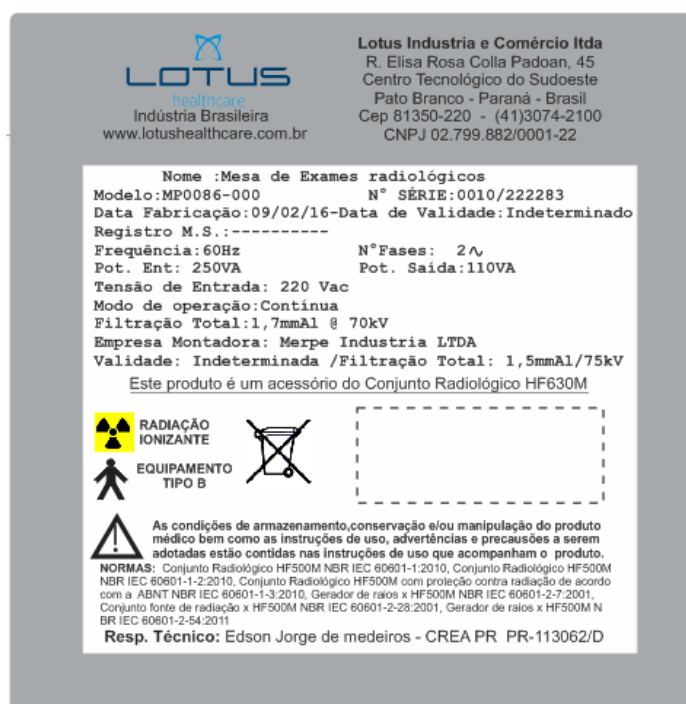 LOTUS
healthcare
Indústria Brasileira
www.lotushealthcare.com.br
Lotus Industria e Comércio ltda
R. Elisa Rosa Colla Padoan, 45
Centro Tecnológico do Sudoeste
Pato Branco - Paraná - Brasil
Cep 81350-220 - (41)3074-2100
CNPJ 02.799.882/0001-22
Nome :Mesa de Exames radiológicos
Modelo:MP0086-000 N° SÉRIE:0010/222283
Data Fabricação:09/02/16-Data de Validade:Indeterminado
Registro M.S.:----------
Frequência:60Hz N°Fases: 2∿
Pot. Ent: 250VA Pot. Saída:110VA
Tensão de Entrada: 220 Vac
Modo de operação:Contínua
Filtração Total:1,7mmAl @ 70kV
Empresa Montadora: Merpe Industria LTDA
Validade: Indeterminada /Filtração Total: 1,5mmAl/75kV
Este produto é um acessório do Conjunto Radiológico HF630M
RADIAÇÃO
IONIZANTE
EQUIPAMENTO
TIPO B
As condições de armazenamento,conservação e/ou manipulação do produto
médico bem como as instruções de uso, advertências e precausões a serem
adotadas estão contidas nas instruções de uso que acompanham o produto.
NORMAS: Conjunto Radiológico HF500M NBR IEC 60601-1:2010, Conjunto Radiológico HF500M
NBR IEC 60601-1-2:2010, Conjunto Radiológico HF500M com proteção contra radiação de acordo
com a ABNT NBR IEC 60601-1-3:2010, Gerador de raios x HF500M NBR IEC 60601-2-7:2001,
Conjunto fonte de radiação x HF500M NBR IEC 60601-2-28:2001, Gerador de raios x HF500M N
BR IEC 60601-2-54:2011
Resp. Técnico: Edson Jorge de medeiros - CREA PR PR-113062/D